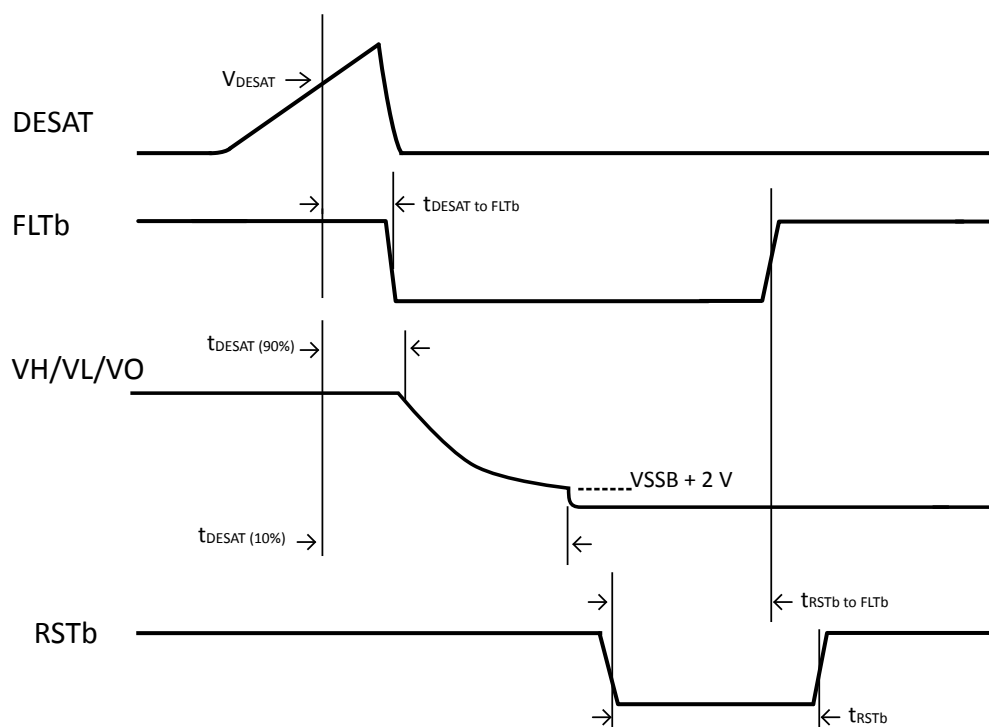 VDESAT
DESAT
tDESAT to FLTb
FLTb
tDESAT (90%)
VH/VL/VO
VSSB + 2 V
tDESAT (10%)
tRSTb to FLTb
RSTb
tRSTb